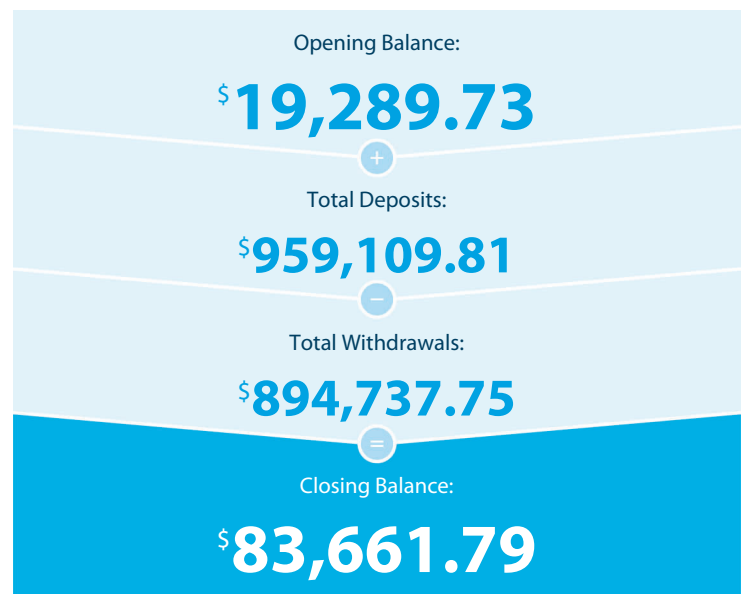 Opening Balance:
$19,289.73
+
Total Deposits:
$959,109.81
−
Total Withdrawals:
$894,737.75
=
Closing Balance:
$83,661.79